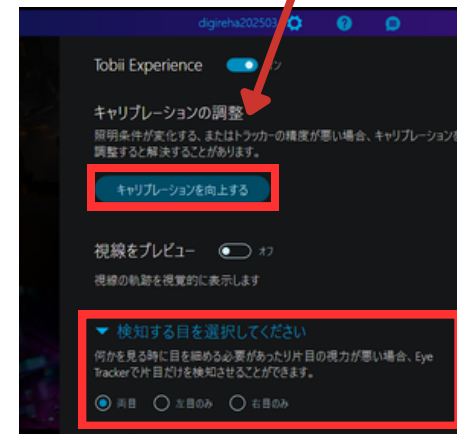 digireha202503
Tobii Experience オン
キャリブレーションの調整
照明条件が変化する、またはトラッカーの精度が悪い場合、キャリブレーションを
調整すると解決することがあります。
キャリブレーションを向上する
視線をプレビュー オフ
視線の軌跡を視覚的に表示します
検知する目を選択してください
何かを見る時に目を細める必要があったり片目の視力が悪い場合、Eye
Trackerで片目だけを検知させることができます。
両目 左目のみ 右目のみ